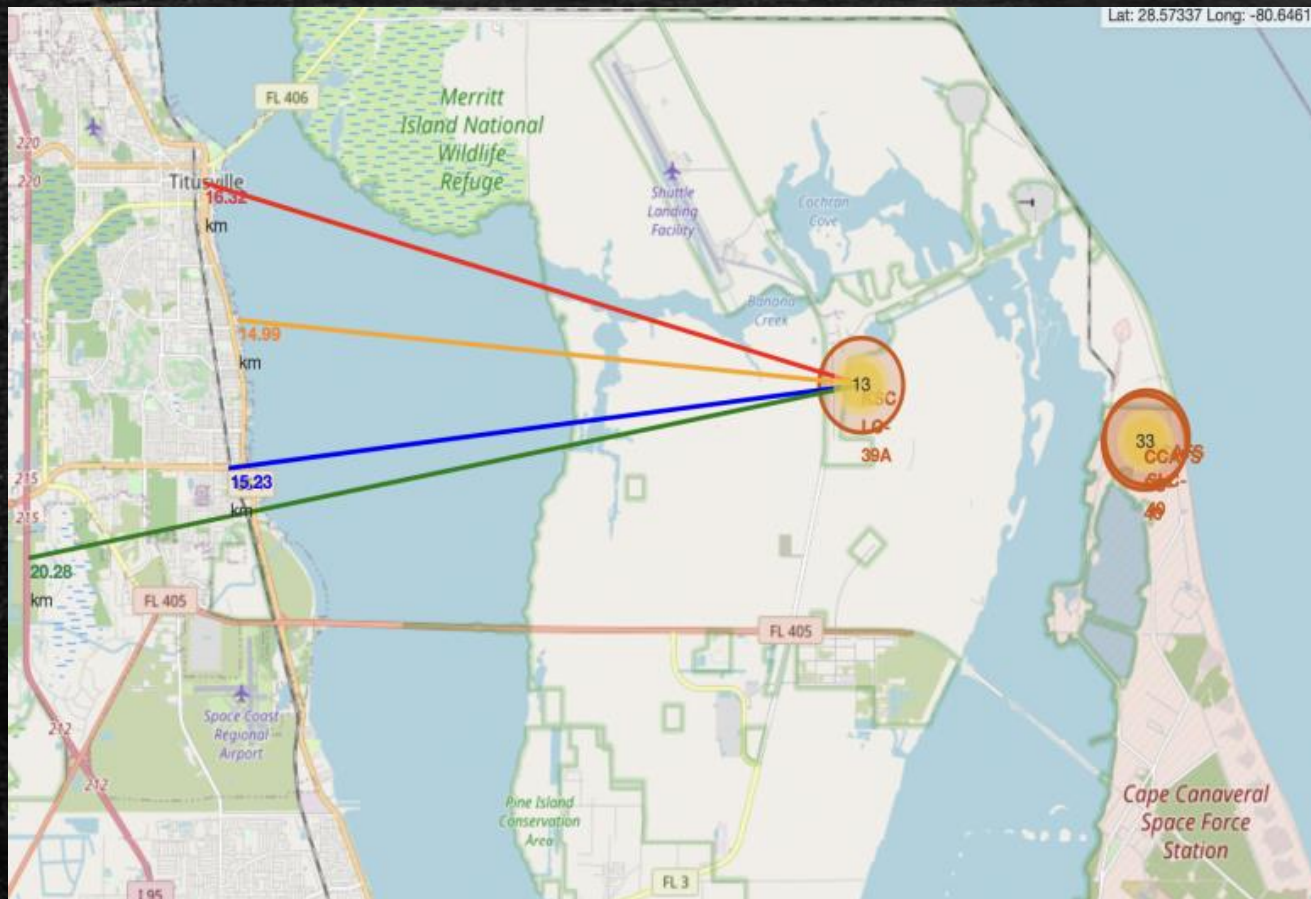 Lat: 28.57337 Long: -80.6461
FL 406
Merritt
Island National
Wildlife
Refuge
220
220
Titusville
16.32
km
Shuttle
Landing
Facility
Cochran
Cove
Banana
Creek
14.99
km
13
KSC
LC-
39A
33
215
215
15.23
km
20.28
km
FL 405
FL 405
Space Coast
Regional
Airport
212
212
Pine Island
Conservation
Area
Cape Canaveral
Space Force
Station
FL 3
I 95